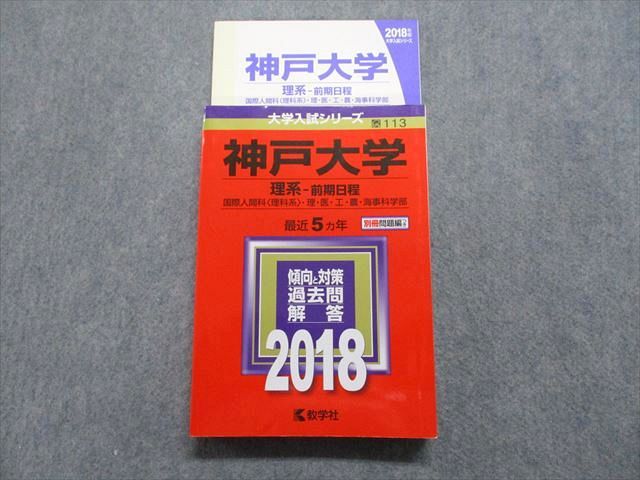 2018年版
大学入試シリーズ
神戸大学
理系-前期日程
国際人間科〈理科系〉・理・医・工・農・海事科学部
大学入試シリーズ
113
神戸大学
理系-前期日程
国際人間科〈理科系〉・理・医・工・農・海事科学部
最近5カ年
別冊問題編つき
傾向と対策
過去問
解答
2018
教学社